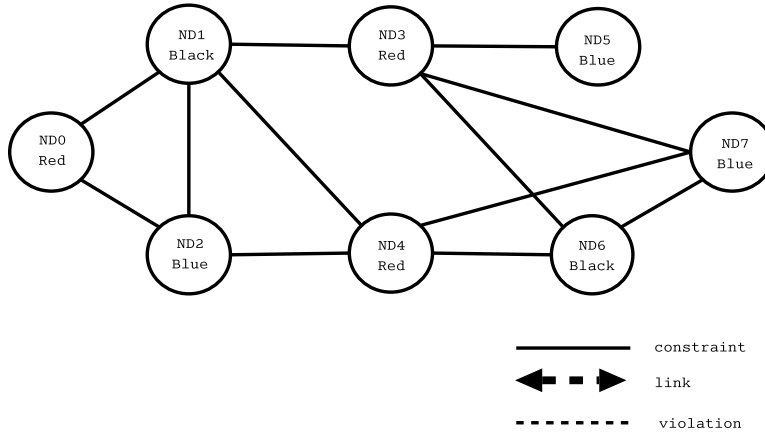 ND1
Black
ND3
Red
ND5
Blue
ND0
Red
ND7
Blue
ND2
Blue
ND4
Red
ND6
Black
constraint
link
violation